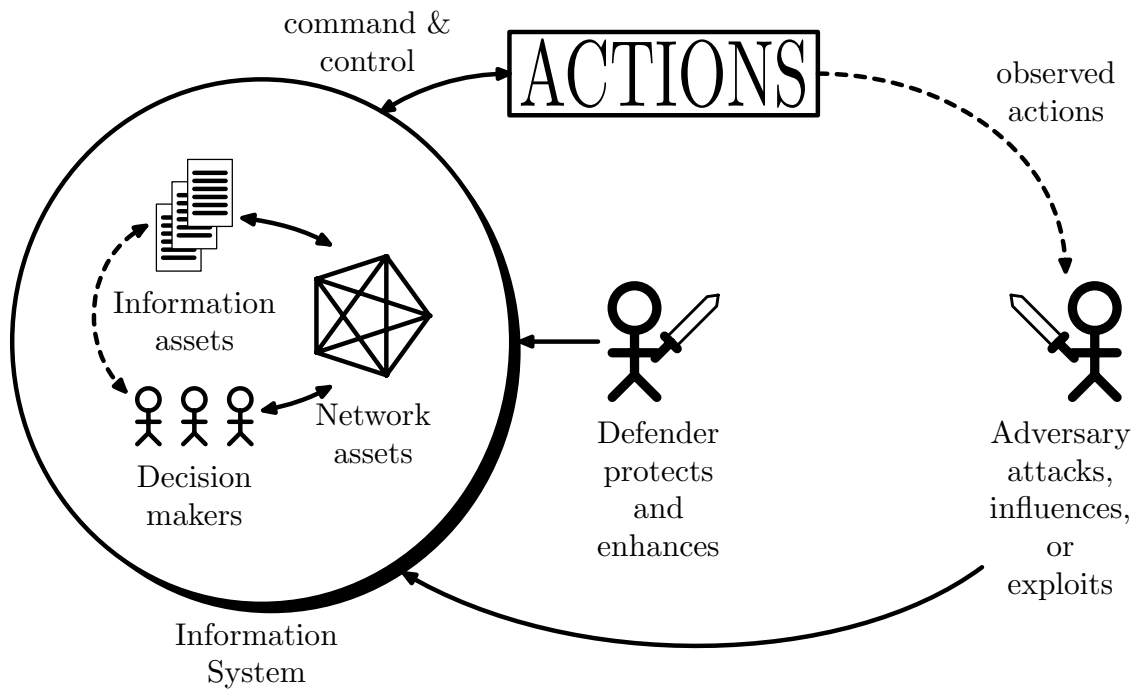 command &
control
ACTIONS
observed
actions
Information
assets
Network
assets
Decision
makers
Defender
protects
and
enhances
Adversary
attacks,
influences,
or
exploits
Information
System